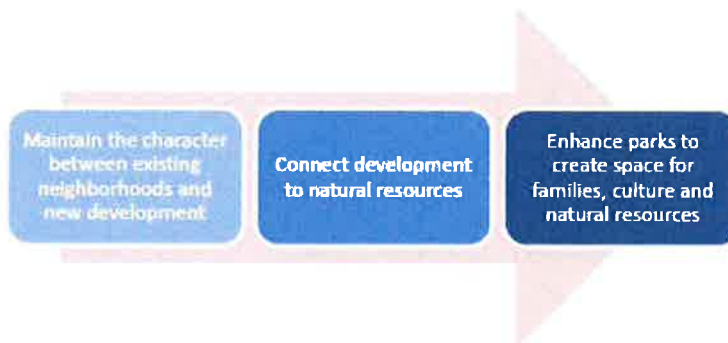 Maintain the character
between existing
neighborhoods and
new development
Connect development
to natural resources
Enhance parks to
create space for
families, culture and
natural resources